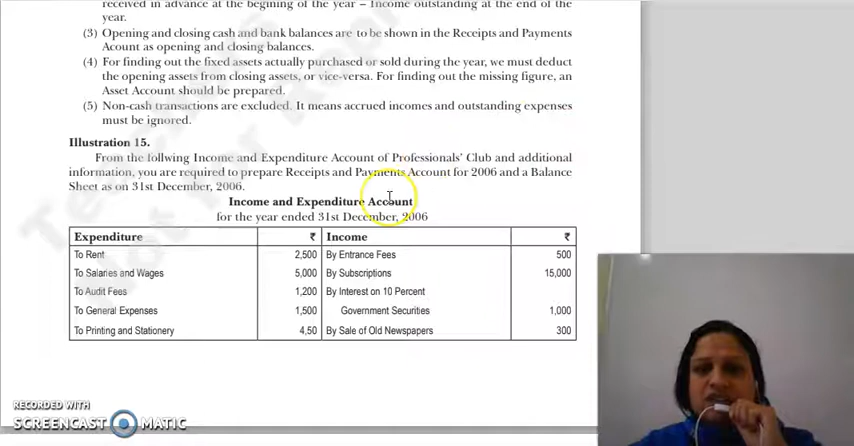 received in advance at the begining of the year – Income outstanding at the end of the
year.
(3) Opening and closing cash and bank balances are to be shown in the Receipts and Payments
Acount as opening and closing balances.
(4) For finding out the fixed assets actually purchased or sold during the year, we must deduct
the opening assets from closing assets, or vice-versa. For finding out the missing figure, an
Asset Account should be prepared.
(5) Non-cash transactions are excluded. It means accrued incomes and outstanding expenses
must be ignored.
Illustration 15.
From the follwing Income and Expenditure Account of Professionals' Club and additional
information, you are required to prepare Receipts and Payments Account for 2006 and a Balance
Sheet as on 31st December, 2006.
Income and Expenditure Account
for the year ended 31st December, 2006
Expenditure ₹ Income ₹
To Rent 2,500 By Entrance Fees 500
To Salaries and Wages 5,000 By Subscriptions 15,000
To Audit Fees 1,200 By Interest on 10 Percent
To General Expenses 1,500 Government Securities 1,000
To Printing and Stationery 4,50 By Sale of Old Newspapers 300
RECORDED WITH
SCREENCAST MATIC